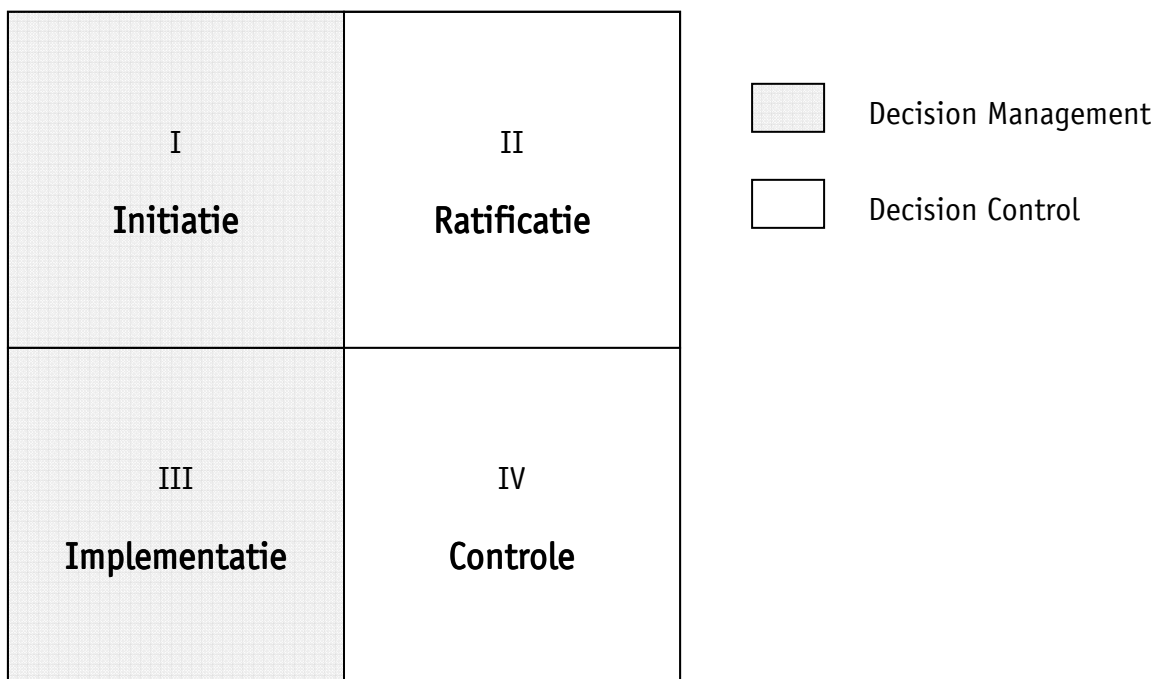 I
Initiatie
II
Ratificatie
III
Implementatie
IV
Controle
Decision Management
Decision Control